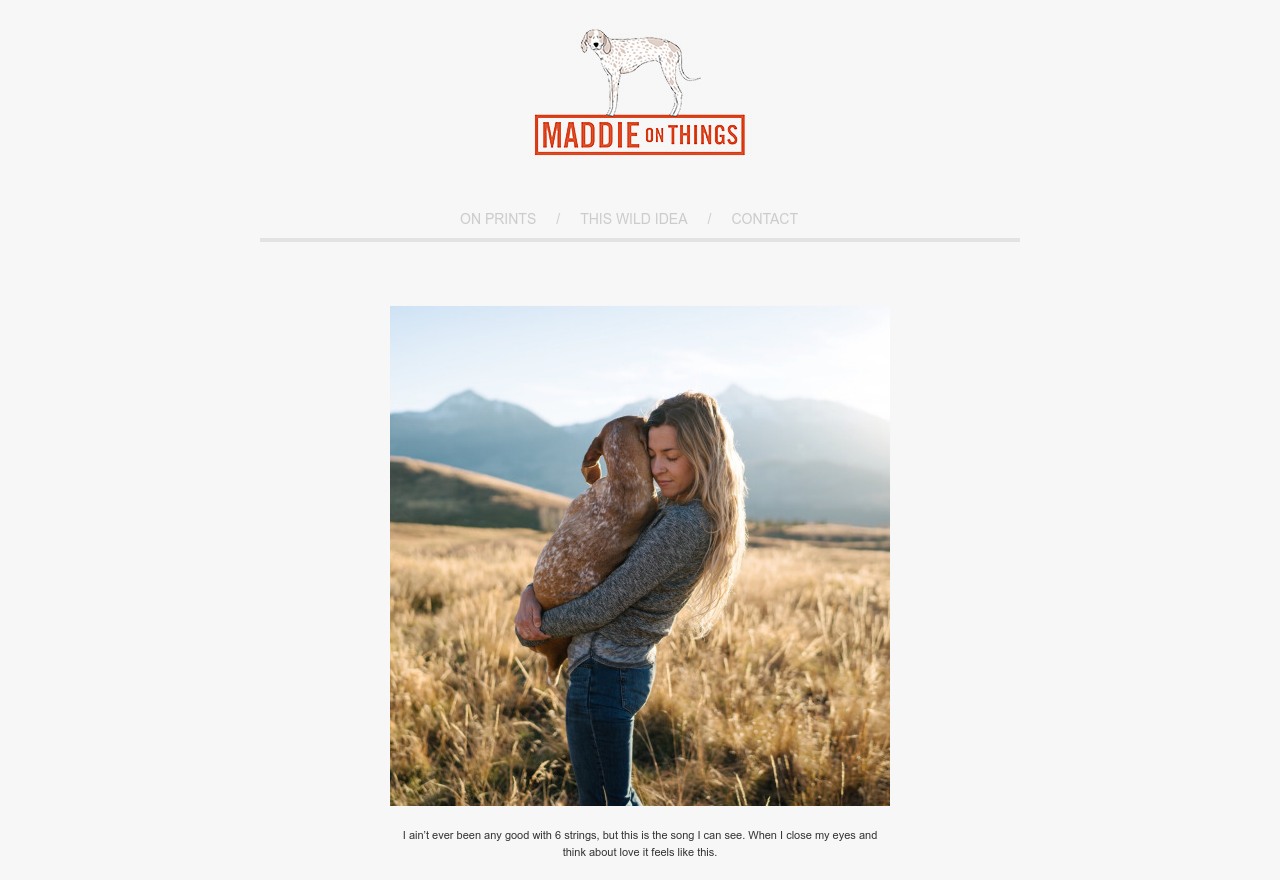 MADDIE ON THINGS
ON PRINTS / THIS WILD IDEA / CONTACT
I ain't ever been any good with 6 strings, but this is the song I can see. When I close my eyes and
think about love it feels like this.